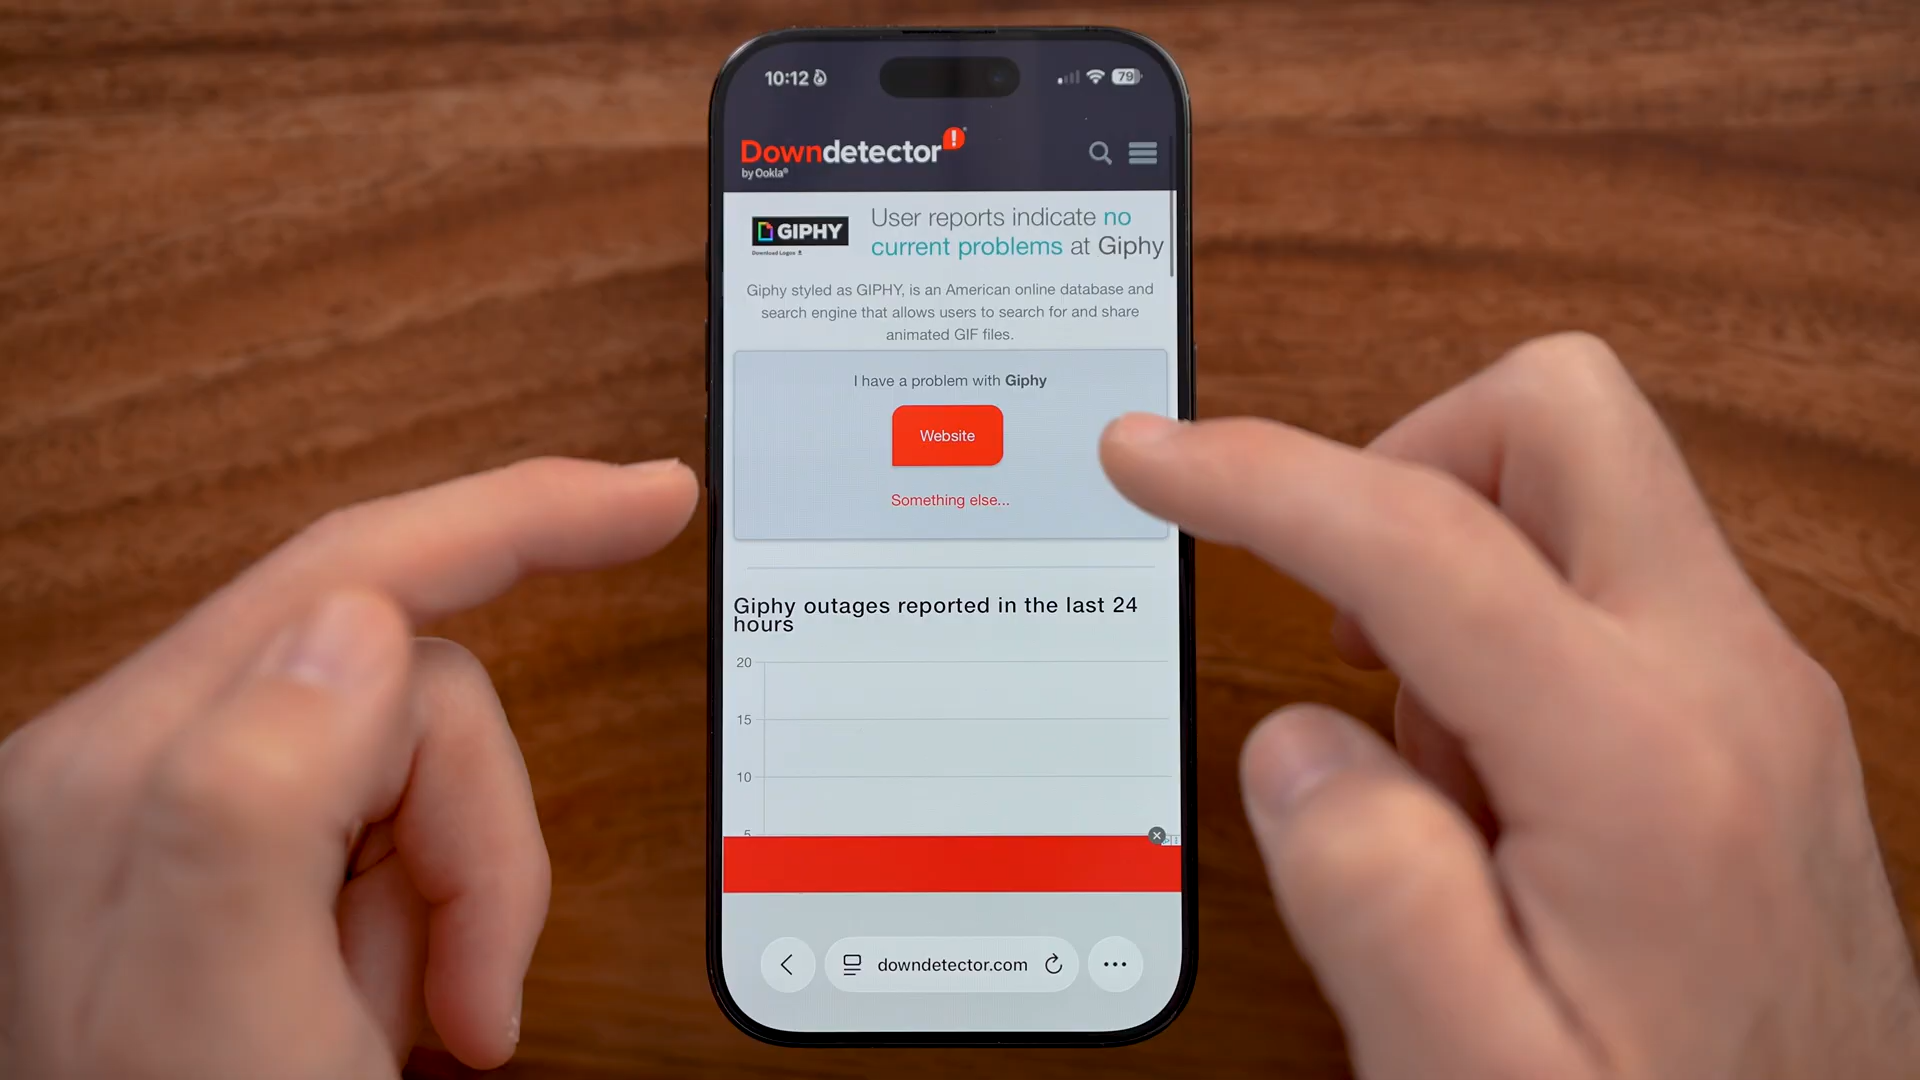 10:12
79
Downdetector
by Ookla®
GIPHY
Download Logos
User reports indicate no
current problems at Giphy
Giphy styled as GIPHY, is an American online database and
search engine that allows users to search for and share
animated GIF files.
I have a problem with Giphy
Website
Something else...
Giphy outages reported in the last 24
hours
20
15
10
5
downdetector.com